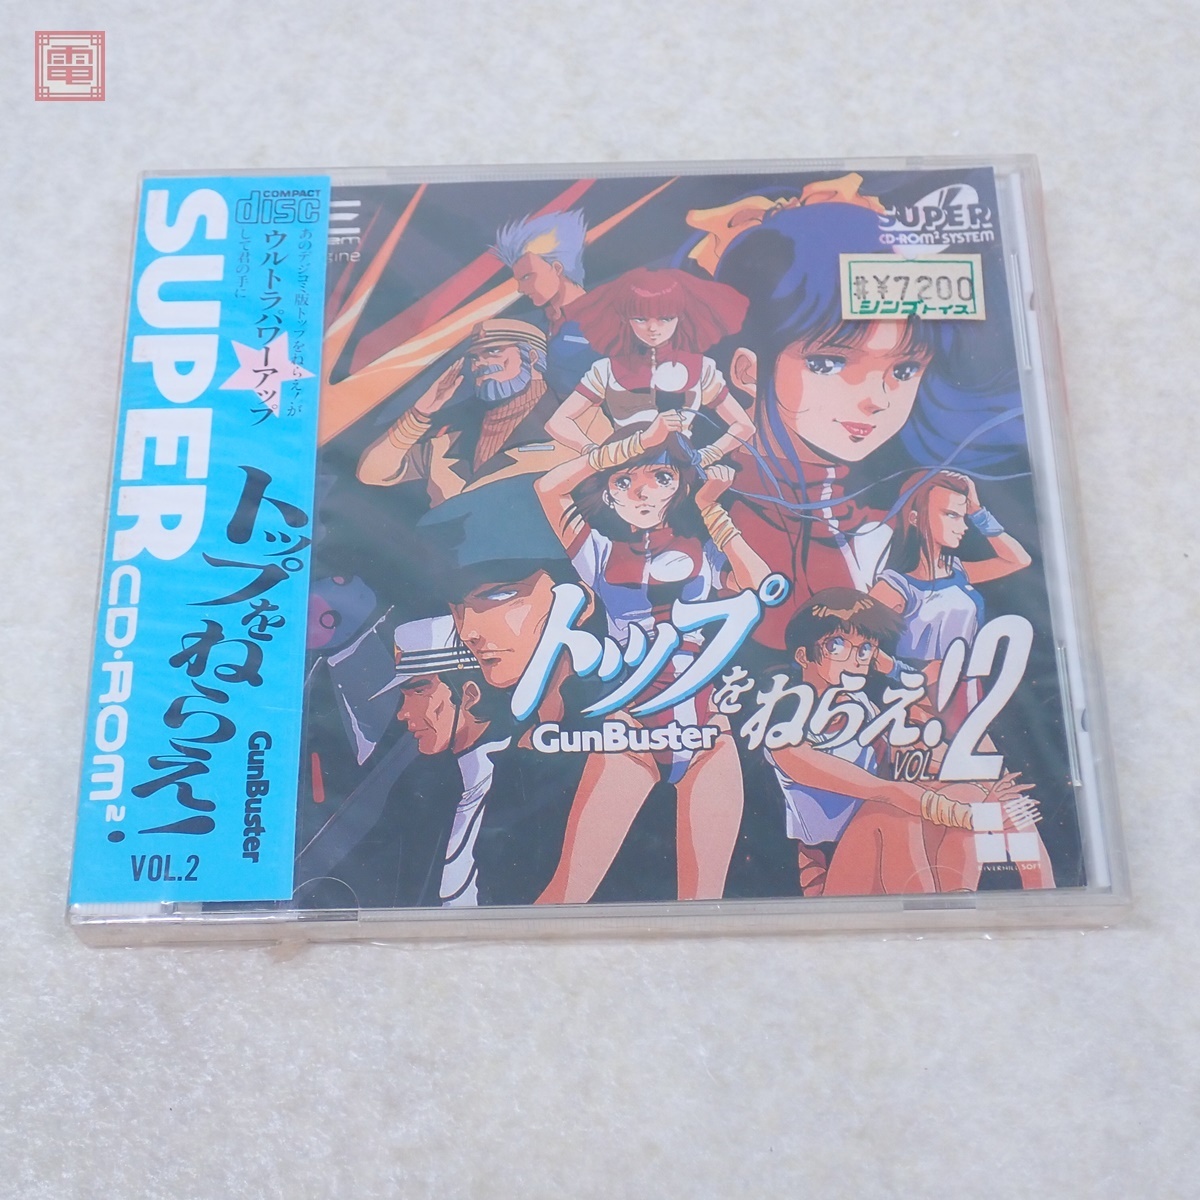 電
COMPACT
disc
あのデジコミ版トップをねらえ!が
ウルトラパワーアップ
して君の手に
SUPER CD-ROM²
トップをねらえ!
GunBuster
VOL.2
SUPER
CD-ROM² SYSTEM
¥7200
シンプトイス
トップをねらえ!2
GunBuster
VOL.
RIVERHILL SOFT